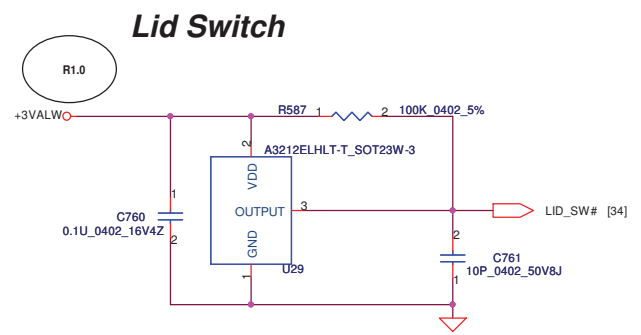 Lid Switch
R1.0
+3VALW
R587 1 2 100K_0402_5%
2 A3212ELHLT-T_SOT23W-3
VDD
1
C760
0.1U_0402_16V4Z
2
OUTPUT 3
LID_SW# [34]
GND
1
U29
2
C761
10P_0402_50V8J
1